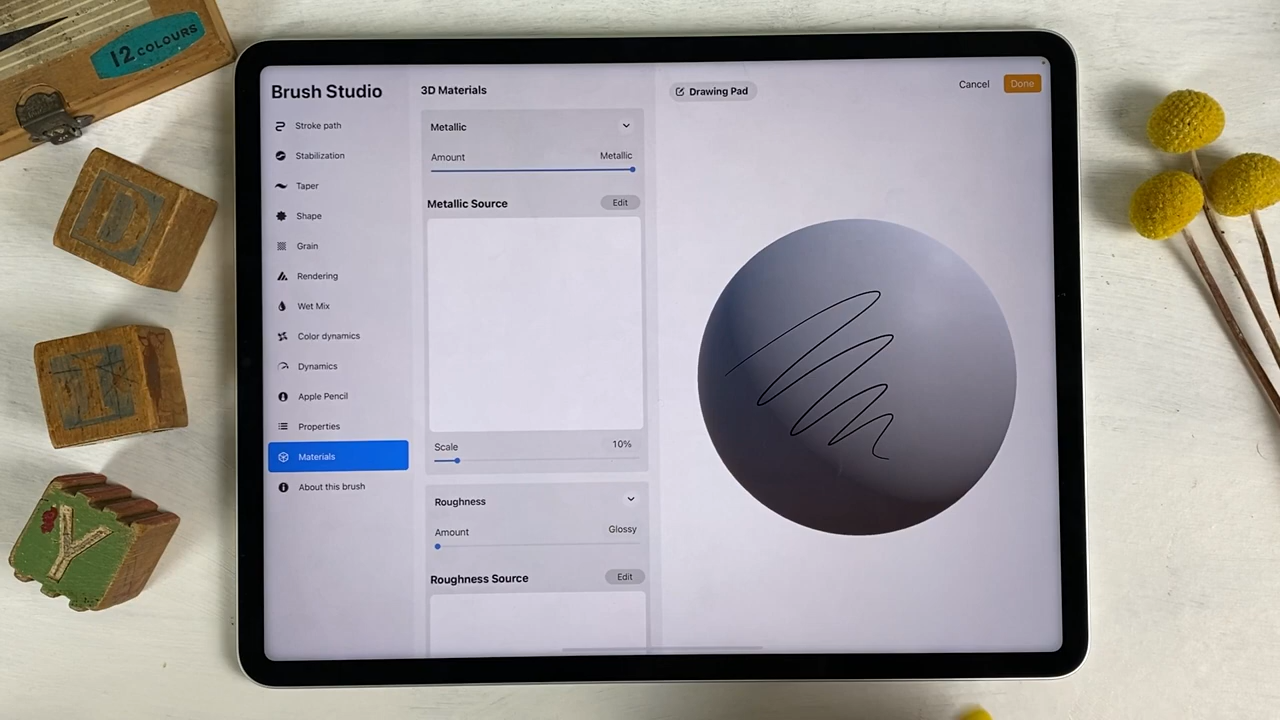 12 COLOURS
D
I
Y
Brush Studio
Stroke path
Stabilization
Taper
Shape
Grain
Rendering
Wet Mix
Color dynamics
Dynamics
Apple Pencil
Properties
Materials
About this brush
3D Materials
Metallic
Amount Metallic
Metallic Source Edit
Scale 10%
Roughness
Amount Glossy
Roughness Source Edit
Drawing Pad
Cancel Done